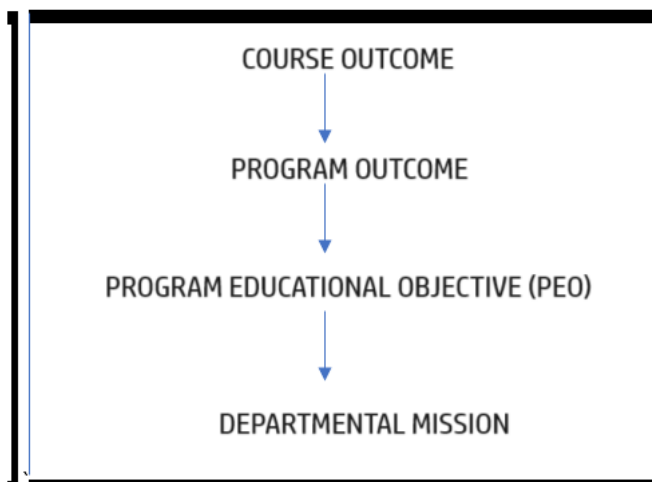 COURSE OUTCOME
PROGRAM OUTCOME
PROGRAM EDUCATIONAL OBJECTIVE (PEO)
DEPARTMENTAL MISSION